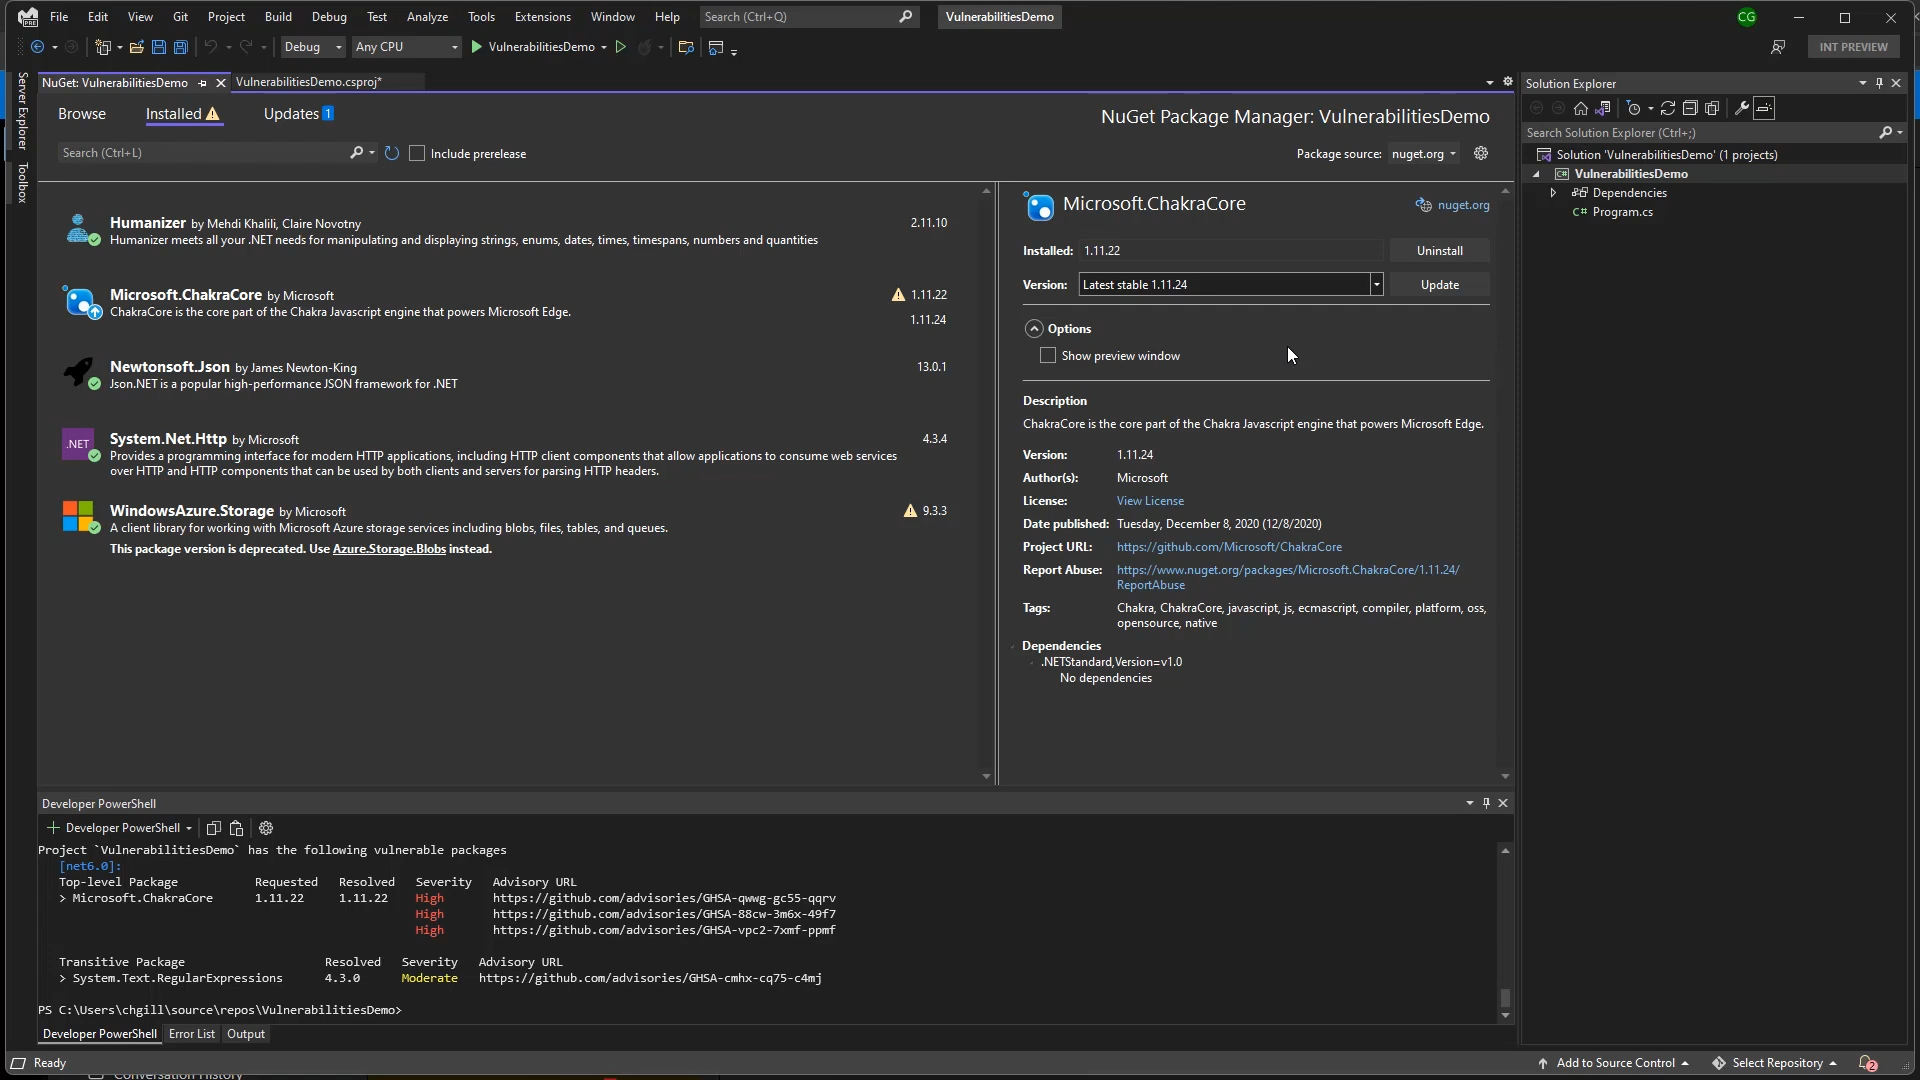 File Edit View Git Project Build Debug Test Analyze Tools Extensions Window Help Search (Ctrl+Q) VulnerabilitiesDemo CG
PRE
Debug Any CPU VulnerabilitiesDemo INT PREVIEW
Server Explorer
Toolbox
NuGet: VulnerabilitiesDemo VulnerabilitiesDemo.csproj*
Browse Installed Updates 1
NuGet Package Manager: VulnerabilitiesDemo
Search (Ctrl+L) Include prerelease
Package source: nuget.org
Humanizer by Mehdi Khalili, Claire Novotny 2.11.10
Humanizer meets all your .NET needs for manipulating and displaying strings, enums, dates, times, timespans, numbers and quantities
Microsoft.ChakraCore by Microsoft 1.11.22
ChakraCore is the core part of the Chakra Javascript engine that powers Microsoft Edge.
1.11.24
Newtonsoft.Json by James Newton-King 13.0.1
Json.NET is a popular high-performance JSON framework for .NET
.NET
System.Net.Http by Microsoft 4.3.4
Provides a programming interface for modern HTTP applications, including HTTP client components that allow applications to consume web services
over HTTP and HTTP components that can be used by both clients and servers for parsing HTTP headers.
WindowsAzure.Storage by Microsoft 9.3.3
A client library for working with Microsoft Azure storage services including blobs, files, tables, and queues.
This package version is deprecated. Use Azure.Storage.Blobs instead.
Microsoft.ChakraCore nuget.org
Installed: 1.11.22 Uninstall
Version: Latest stable 1.11.24 Update
Options
Show preview window
Description
ChakraCore is the core part of the Chakra Javascript engine that powers Microsoft Edge.
Version: 1.11.24
Author(s): Microsoft
License: View License
Date published: Tuesday, December 8, 2020 (12/8/2020)
Project URL: https://github.com/Microsoft/ChakraCore
Report Abuse: https://www.nuget.org/packages/Microsoft.ChakraCore/1.11.24/
ReportAbuse
Tags: Chakra, ChakraCore, javascript, js, ecmascript, compiler, platform, oss,
opensource, native
Dependencies
.NETStandard,Version=v1.0
No dependencies
Solution Explorer
Search Solution Explorer (Ctrl+;)
Solution 'VulnerabilitiesDemo' (1 projects)
C# VulnerabilitiesDemo
Dependencies
C# Program.cs
Developer PowerShell
Developer PowerShell
Project `VulnerabilitiesDemo` has the following vulnerable packages
[net6.0]:
Top-level Package Requested Resolved Severity Advisory URL
> Microsoft.ChakraCore 1.11.22 1.11.22 High https://github.com/advisories/GHSA-qwwg-gc55-qqrv
High https://github.com/advisories/GHSA-88cw-3m6x-49f7
High https://github.com/advisories/GHSA-vpc2-7xmf-ppmf
Transitive Package Resolved Severity Advisory URL
> System.Text.RegularExpressions 4.3.0 Moderate https://github.com/advisories/GHSA-cmhx-cq75-c4mj
PS C:\Users\chgill\source\repos\VulnerabilitiesDemo>
Developer PowerShell Error List Output
Ready Add to Source Control Select Repository 2
Conversation History